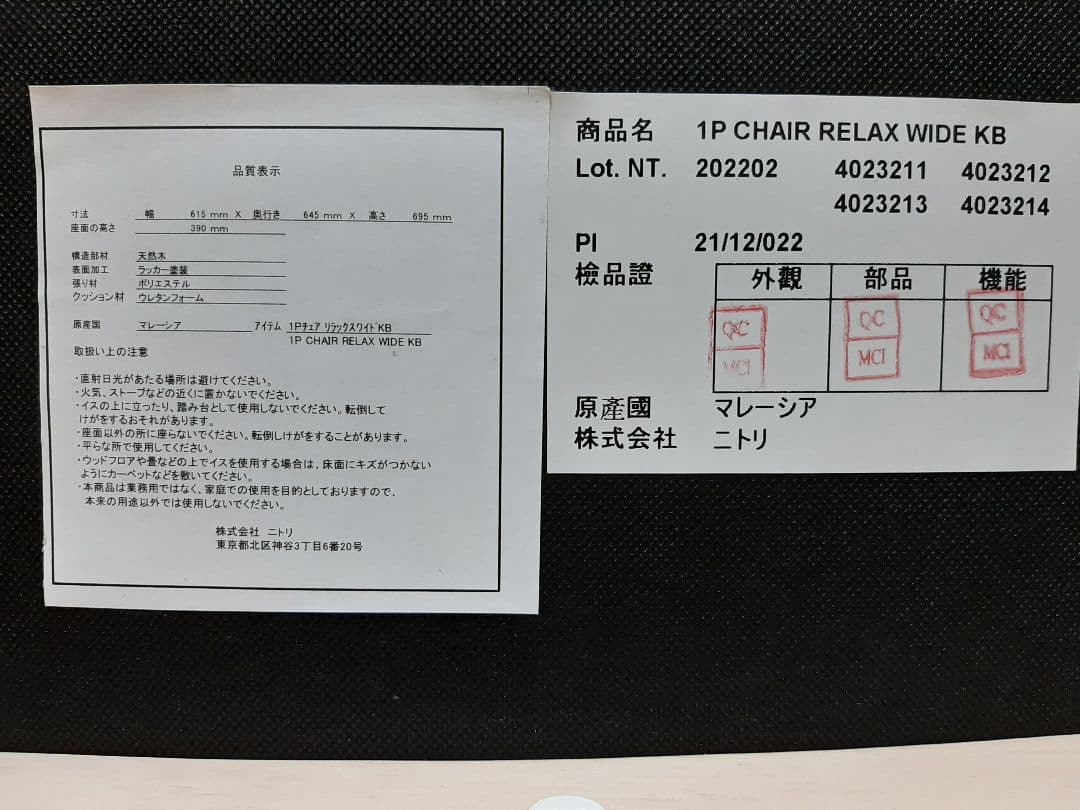 品質表示
寸法 幅 615 mm X 奥行き 645 mm X 高さ 695 mm
座面の高さ 390 mm
構造部材 天然木
表面加工 ラッカー塗装
張り材 ポリエステル
クッション材 ウレタンフォーム
原産国 マレーシア アイテム 1Pチェア リラックスワイドKB
1P CHAIR RELAX WIDE KB
取扱い上の注意
・直射日光があたる場所は避けてください。
・火気、ストーブなどの近くに置かないでください。
・イスの上に立ったり、踏み台として使用しないでください。転倒して
けがをするおそれがあります。
・座面以外の所に座らないでください。転倒しけがをすることがあります。
・平らな所で使用してください。
・ウッドフロアや畳などの上でイスを使用する場合は、床面にキズがつかない
ようにカーペットなどを敷いてください。
・本商品は業務用ではなく、家庭での使用を目的としておりますので、
本来の用途以外では使用しないでください。
株式会社 ニトリ
東京都北区神谷3丁目6番20号
商品名 1P CHAIR RELAX WIDE KB
Lot. NT. 202202 4023211 4023212
4023213 4023214
PI 21/12/022
檢品證 外觀 部品 機能
QC QC QC
MCI MCI MCI
原產國 マレーシア
株式会社 ニトリ